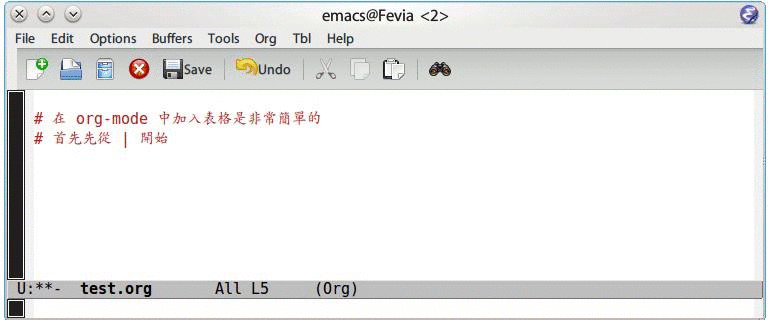 emacs@Fevia <2>
File Edit Options Buffers Tools Org Tbl Help
Save Undo
# 在 org-mode 中加入表格是非常簡單的
# 首先先從 | 開始
U:**- test.org All L5 (Org)